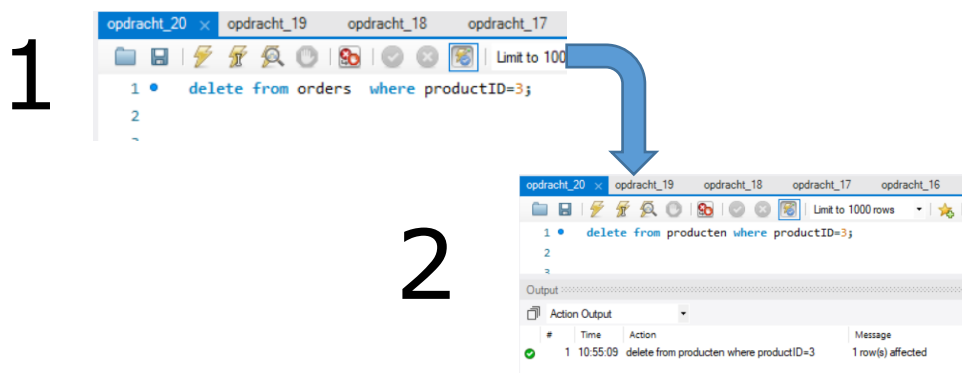 1
opdracht_20 × opdracht_19 opdracht_18 opdracht_17
Limit to 100
1 delete from orders where productID=3;
2
2
opdracht_20 × opdracht_19 opdracht_18 opdracht_17 opdracht_16
Limit to 1000 rows
1 delete from producten where productID=3;
2
3
Output
Action Output
# Time Action Message
1 10:55:09 delete from producten where productID=3 1 row(s) affected